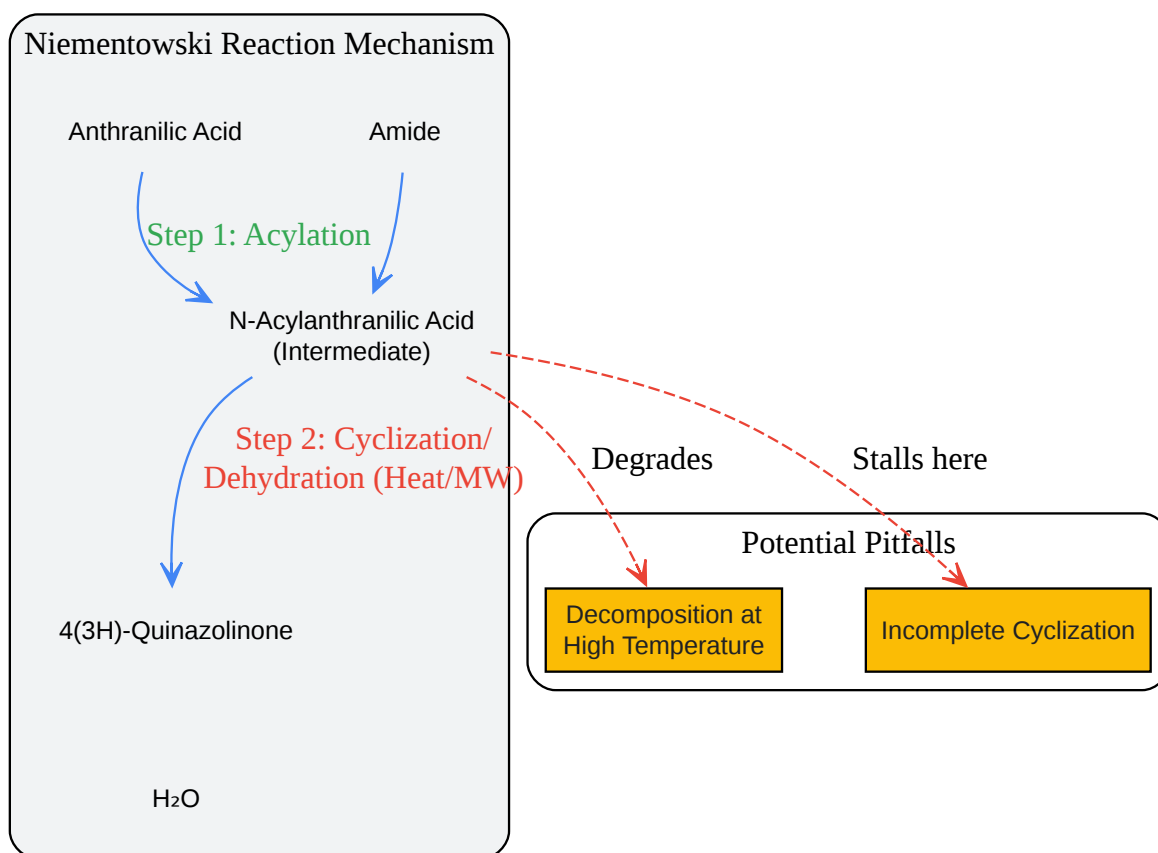 Niementowski Reaction Mechanism
Anthranilic Acid
Amide
Step 1: Acylation
N-Acylanthranilic Acid
(Intermediate)
Step 2: Cyclization/
Dehydration (Heat/MW)
Degrades
Stalls here
Potential Pitfalls
Decomposition at
High Temperature
Incomplete Cyclization
4(3H)-Quinazolinone
H₂O